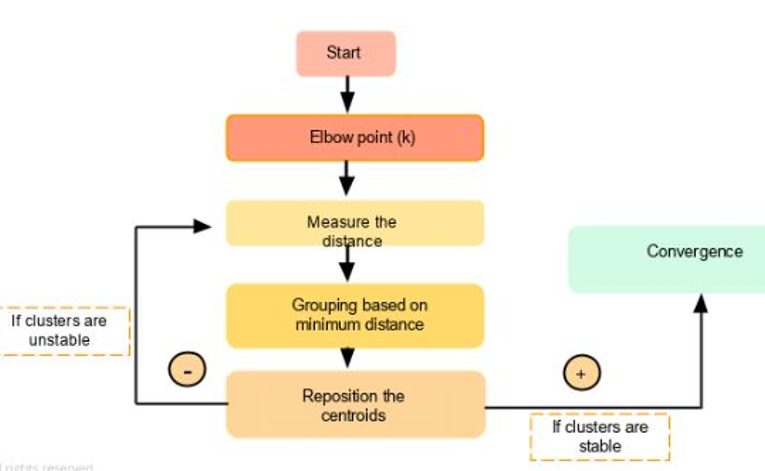 Start
Elbow point (k)
Measure the
distance
Convergence
Grouping based on
minimum distance
If clusters are
unstable
-
+
Reposition the
centroids
If clusters are
stable
rights reserved